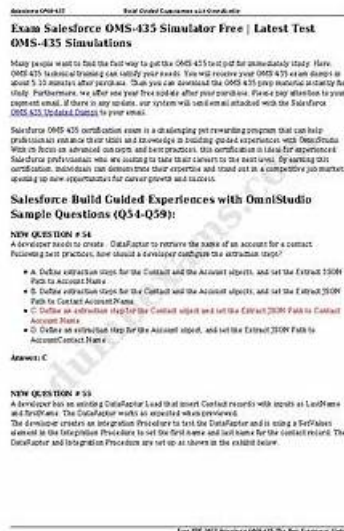 Salesforce OMS-435
Build Guided Experiences with OmniStudio
Exam Salesforce OMS-435 Simulator Free | Latest Test
OMS-435 Simulations
Many people want to find the fast way to get the OMS-435 test pdf for immediately study. Here,
OMS-435 technical training can satisfy your needs. You will receive your OMS-435 exam dumps in
about 5-10 minutes after purchase. Then you can download the OMS-435 prep material instantly for
study. Furthermore, we offer one year free update after your purchase. Please pay attention to your
payment email, if there is any update, our system will send email attached with the Salesforce
OMS-435 Updated Dumps to your email.
Salesforce OMS-435 certification exam is a challenging yet rewarding program that can help
professionals enhance their skills and knowledge in building guided experiences with OmniStudio.
With its focus on advanced concepts and best practices, this certification is ideal for experienced
Salesforce professionals who are looking to take their careers to the next level. By earning this
certification, individuals can demonstrate their expertise and stand out in a competitive job market,
opening up new opportunities for career growth and success.
Salesforce Build Guided Experiences with OmniStudio
Sample Questions (Q54-Q59):
NEW QUESTION # 54
A developer needs to create . DataRaptor to retrieve the name of an account for a contact.
Following best practices, how should a developer configure the extraction steps?
• A. Define extraction steps for the Contact and the Account objects, and set the Extract JSON
Path to Account Name
• B. Define extraction steps for the Contact and the Account objects, and set the Extract JSON
Path to Contact Account Name
• C. Define an extraction step for the Contact object and set the Extract JSON Path to Contact
Account Name
• D. Define an extraction step for the Account object, and set the Extract JSON Path to
AccountContact Name
Answer: C
NEW QUESTION # 55
A developer has an existing DataRaptor Load that insert Contact records with inputs as LastName
and FirstName. The DataRaptor works as expected when previewed.
The developer creates an Integration Procedure to test the DataRaptor and is using a SetValues
element in the Integration Procedure to set the first name and last name for the contact record. The
DataRaptor and Integration Procedure are set up as shown in the exhibit below.